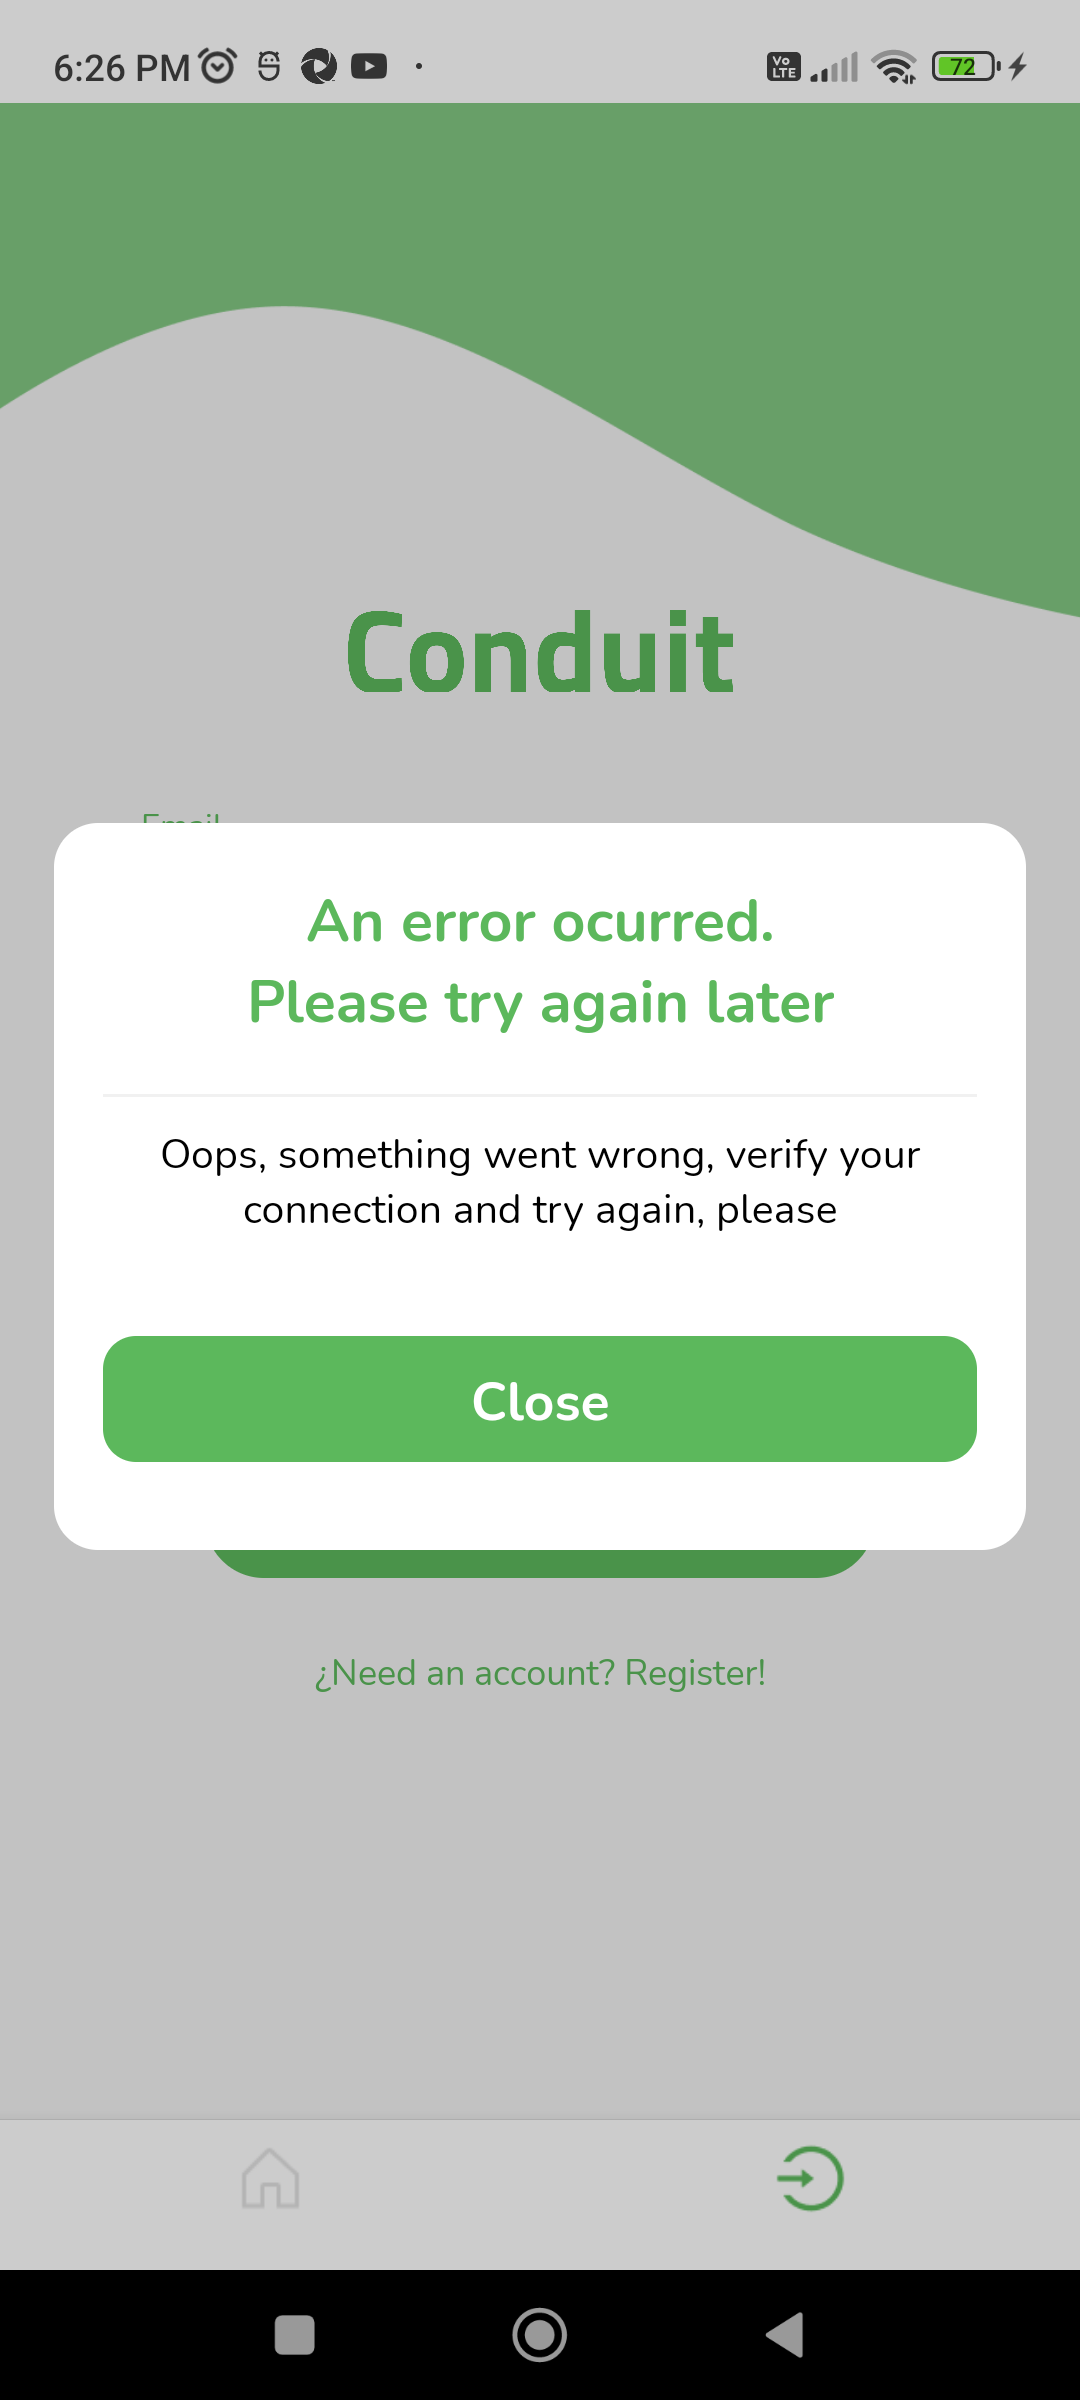 6:26 PM
Vo
LTE
72
Conduit
Email
An error ocurred.
Please try again later
Oops, something went wrong, verify your
connection and try again, please
Close
¿Need an account? Register!